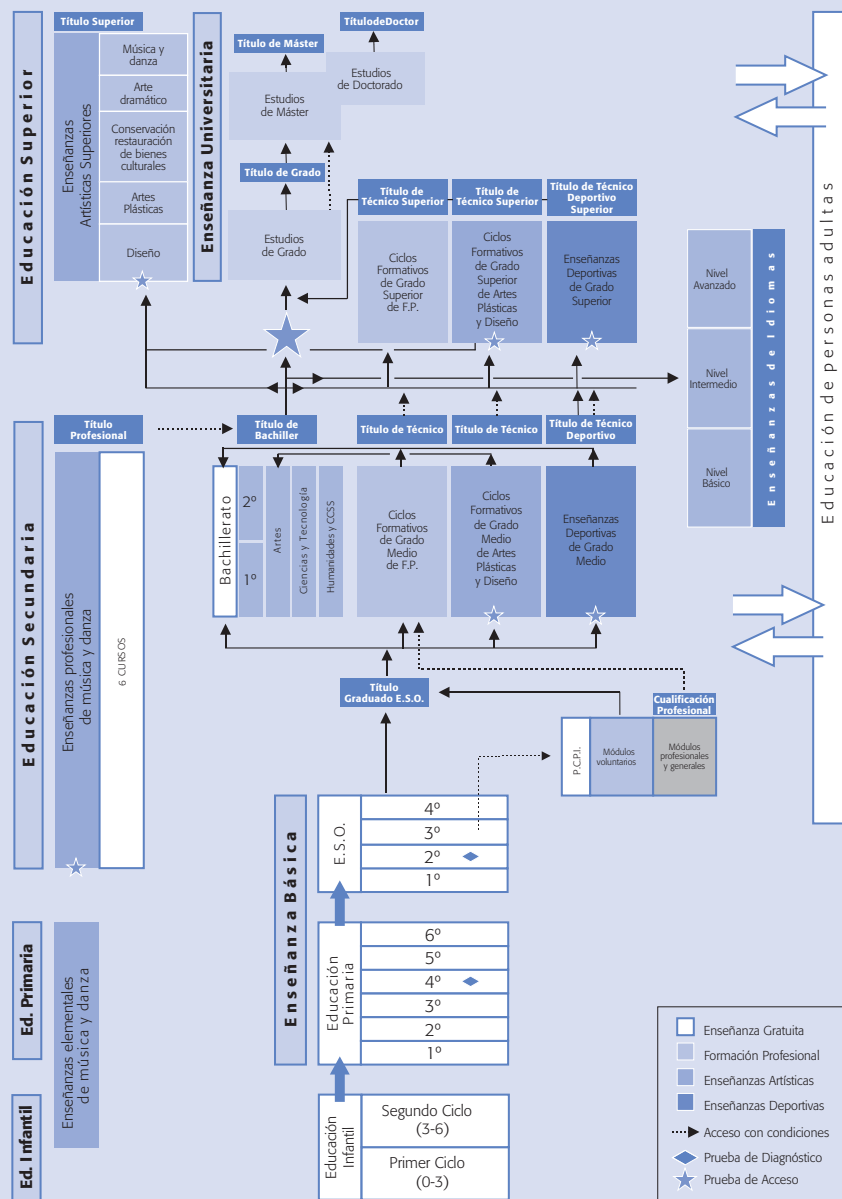 Educación Superior
Título Superior
Enseñanzas
Artísticas Superiores
Música y
danza
Arte
dramático
Conservación
restauración
de bienes
culturales
Artes
Plásticas
Diseño
Enseñanza Universitaria
Título de Máster
TítulodeDoctor
Estudios
de Máster
Estudios
de Doctorado
Título de Grado
Estudios
de Grado
Título de
Técnico Superior
Título de
Técnico Superior
Título de Técnico
Deportivo
Superior
Ciclos
Formativos
de Grado
Superior
de F.P.
Ciclos
Formativos
de Grado
Superior
de Artes
Plásticas
y Diseño
Enseñanzas
Deportivas
de Grado
Superior
Nivel
Avanzado
Nivel
Intermedio
Nivel
Básico
Enseñanzas de Idiomas
Educación de personas adultas
Educación Secundaria
Título
Profesional
Título de
Bachiller
Título de Técnico
Título de Técnico
Título de Técnico
Deportivo
Enseñanzas profesionales
de música y danza
6 CURSOS
Bachillerato
2º
1º
Artes
Ciencias y Tecnología
Humanidades y CCSS
Ciclos
Formativos
de Grado
Medio
de F.P.
Ciclos
Formativos
de Grado
Medio
de Artes
Plásticas
y Diseño
Enseñanzas
Deportivas
de Grado
Medio
Título
Graduado E.S.O.
Cualificación
Profesional
P.C.P.I.
Módulos
voluntarios
Módulos
profesionales
y generales
Enseñanza Básica
E.S.O.
4º
3º
2º
1º
Ed. Primaria
Enseñanzas elementales
de música y danza
Educación
Primaria
6º
5º
4º
3º
2º
1º
Ed. Infantil
Educación
Infantil
Segundo Ciclo
(3-6)
Primer Ciclo
(0-3)
Enseñanza Gratuita
Formación Profesional
Enseñanzas Artísticas
Enseñanzas Deportivas
Acceso con condiciones
Prueba de Diagnóstico
Prueba de Acceso